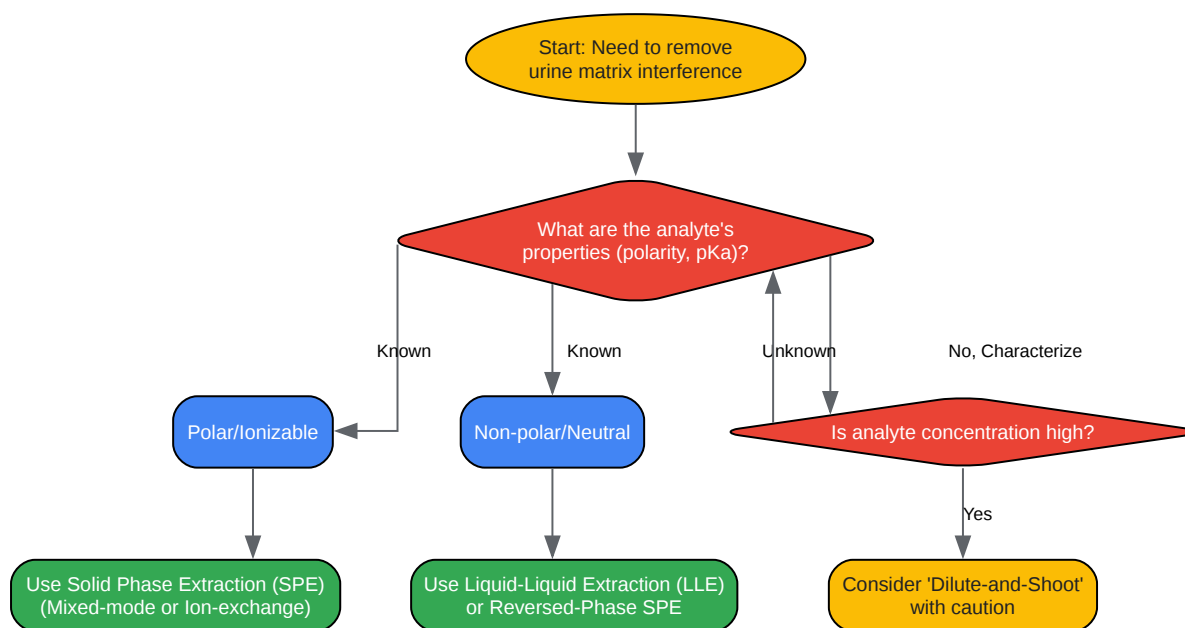 Start: Need to remove
urine matrix interference
What are the analyte's
properties (polarity, pKa)?
Known
Known
Unknown
No, Characterize
Polar/Ionizable
Non-polar/Neutral
Is analyte concentration high?
Yes
Use Solid Phase Extraction (SPE)
(Mixed-mode or Ion-exchange)
Use Liquid-Liquid Extraction (LLE)
or Reversed-Phase SPE
Consider 'Dilute-and-Shoot'
with caution